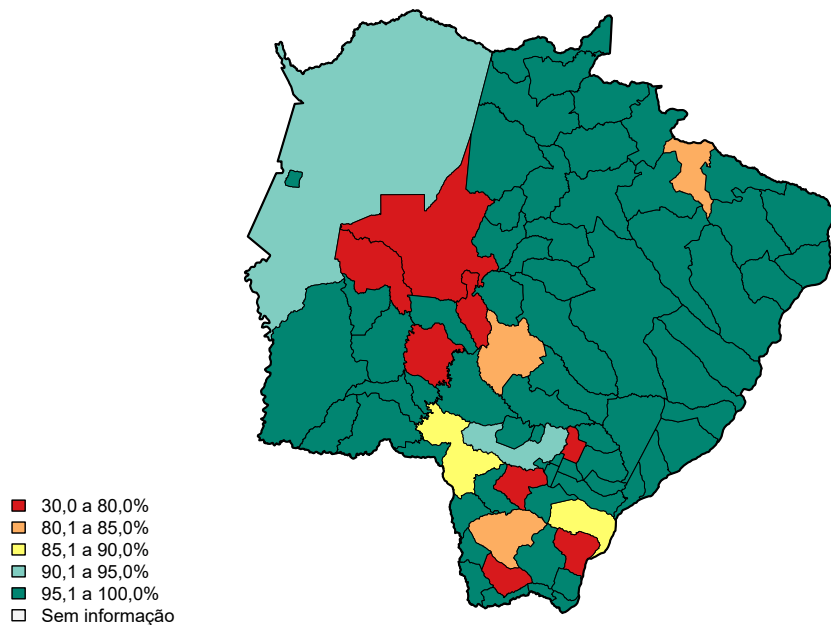 30,0 a 80,0%
80,1 a 85,0%
85,1 a 90,0%
90,1 a 95,0%
95,1 a 100,0%
Sem informação